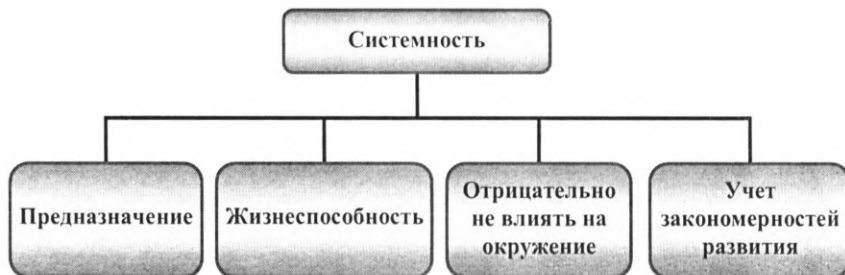 Системность
Предназначение
Жизнеспособность
Отрицательно
не влиять на
окружение
Учет
закономерностей
развития